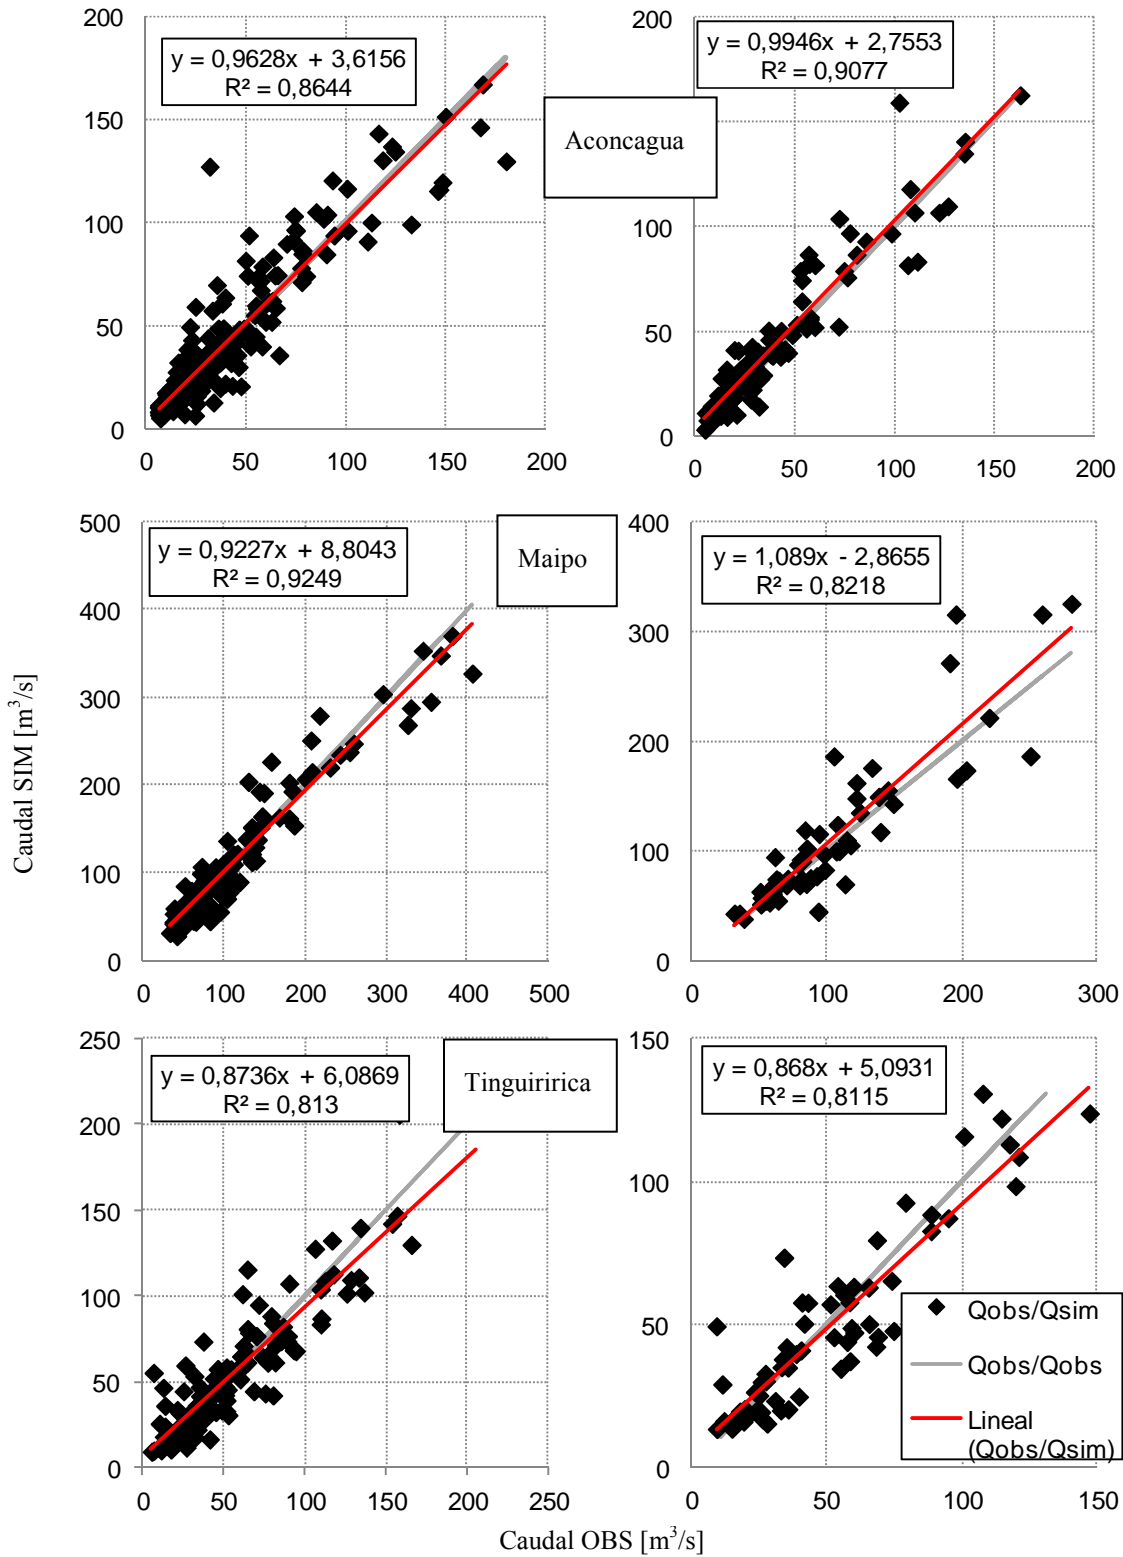 200
150
100
50
0
0 50 100 150 200
y = 0,9628x + 3,6156
R² = 0,8644
Aconcagua
200
100
50
0
0 50 100 150 200
y = 0,9946x + 2,7553
R² = 0,9077
500
400
300
200
100
0
0 100 200 300 400 500
y = 0,9227x + 8,8043
R² = 0,9249
Maipo
400
300
200
100
0
0 100 200 300
y = 1,089x - 2,8655
R² = 0,8218
250
200
150
100
50
0
0 50 100 150 200 250
y = 0,8736x + 6,0869
R² = 0,813
Tinguiririca
150
100
50
0
0 50 100 150
y = 0,868x + 5,0931
R² = 0,8115
Qobs/Qsim
Qobs/Qobs
Lineal
(Qobs/Qsim)
Caudal SIM [m³/s]
Caudal OBS [m³/s]